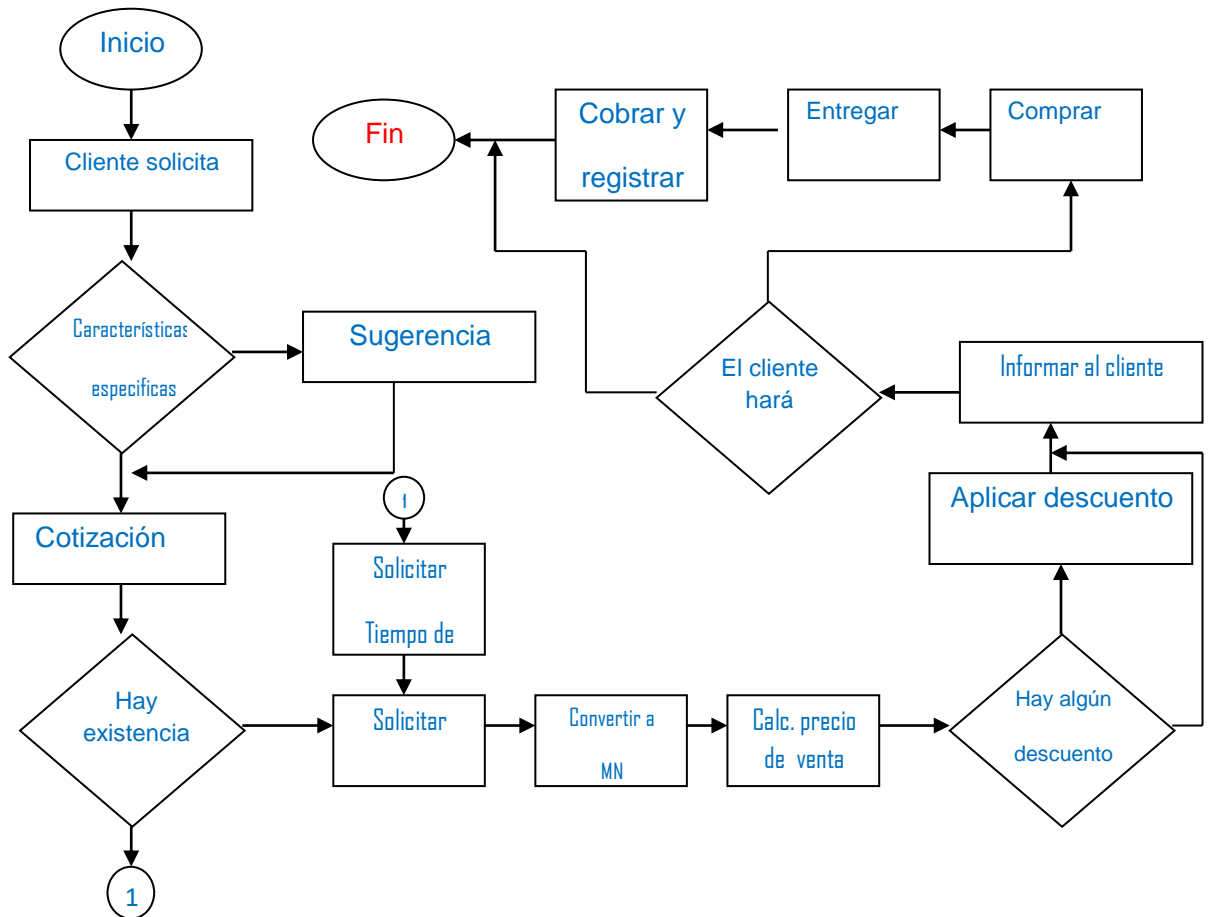 Inicio
Cliente solicita
Características
especificas
Sugerencia
Cotización
Hay
existencia
1
1
Solicitar
Tiempo de
Solicitar
Convertir a
MN
Calc. precio
de venta
Hay algún
descuento
Aplicar descuento
Informar al cliente
El cliente
hará
Comprar
Entregar
Cobrar y
registrar
Fin